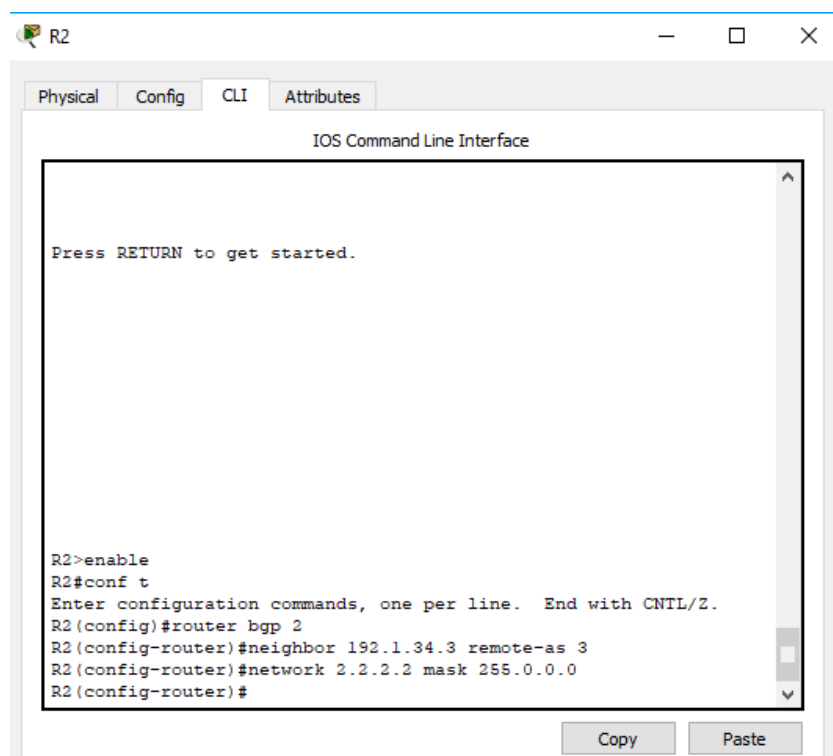 R2
Physical Config CLI Attributes
IOS Command Line Interface
Press RETURN to get started.
R2>enable
R2#conf t
Enter configuration commands, one per line.  End with CNTL/Z.
R2(config)#router bgp 2
R2(config-router)#neighbor 192.1.34.3 remote-as 3
R2(config-router)#network 2.2.2.2 mask 255.0.0.0
R2(config-router)#
Copy Paste